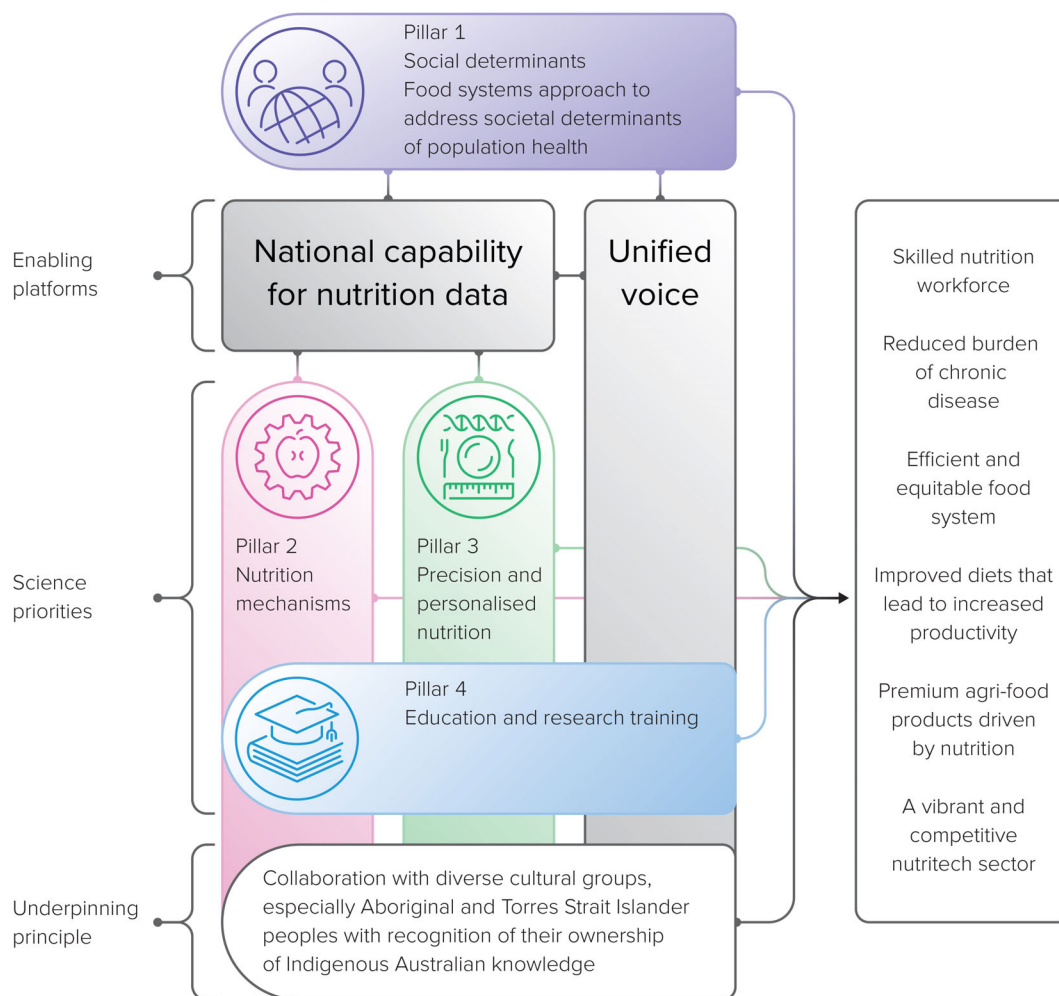 Pillar 1
Social determinants
Food systems approach to
address societal determinants
of population health
Enabling
platforms
National capability
for nutrition data
Unified
voice
Science
priorities
Pillar 2
Nutrition
mechanisms
Pillar 3
Precision and
personalised
nutrition
Pillar 4
Education and research training
Underpinning
principle
Collaboration with diverse cultural groups,
especially Aboriginal and Torres Strait Islander
peoples with recognition of their ownership
of Indigenous Australian knowledge
Skilled nutrition
workforce
Reduced burden
of chronic
disease
Efficient and
equitable food
system
Improved diets that
lead to increased
productivity
Premium agri-food
products driven
by nutrition
A vibrant and
competitive
nutritech sector